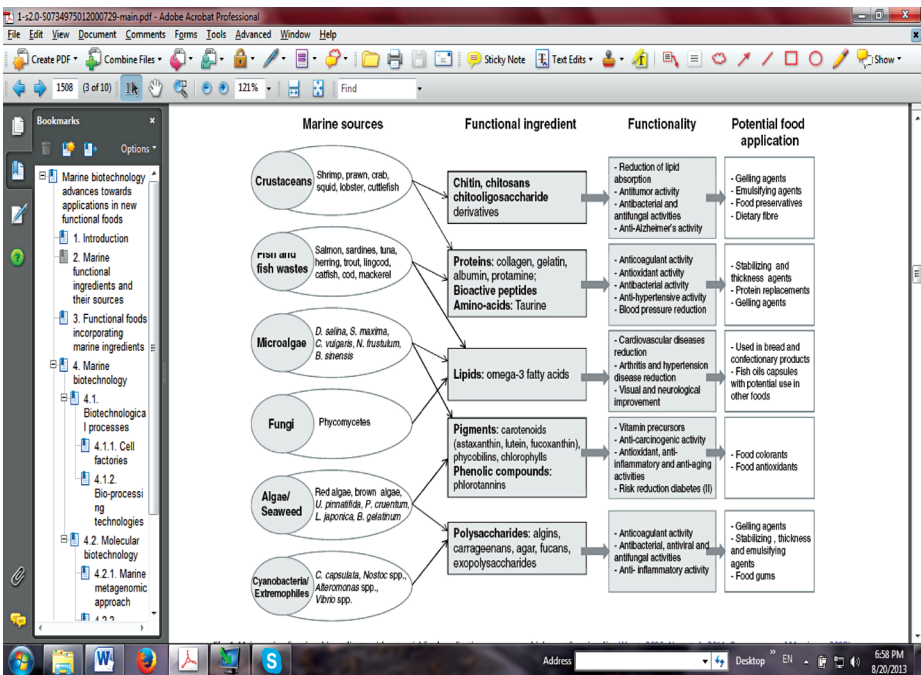 1-s2.0-S0734975012000729-main.pdf - Adobe Acrobat Professional
File Edit View Document Comments Forms Tools Advanced Window Help
Create PDF Combine Files Sticky Note Text Edits Show
1508 (3 of 10) 121% Find
Bookmarks
Options
Marine biotechnology
advances towards
applications in new
functional foods
1. Introduction
2. Marine
functional
ingredients and
their sources
3. Functional foods
incorporating
marine ingredients
4. Marine
biotechnology
4.1.
Biotechnologica
l processes
4.1.1. Cell
factories
4.1.2.
Bio-processi
ng
technologies
4.2. Molecular
biotechnology
4.2.1. Marine
metagenomic
approach
Marine sources
Crustaceans
Shrimp, prawn, crab,
squid, lobster, cuttlefish
Fish and
fish wastes
Salmon, sardines, tuna,
herring, trout, lingcod,
catfish, cod, mackerel
Microalgae
D. salina, S. maxima,
C. vulgaris, N. frustulum,
B. sinensis
Fungi
Phycomycetes
Algae/
Seaweed
Red algae, brown algae,
U. pinnatifida, P. cruentum,
L. japonica, B. gelatinum
Cyanobacteria/
Extremophiles
C. capsulata, Nostoc spp.,
Alteromonas spp.,
Vibrio spp.
Functional ingredient
Chitin, chitosans
chitooligosaccharide
derivatives
Proteins: collagen, gelatin,
albumin, protamine;
Bioactive peptides
Amino-acids: Taurine
Lipids: omega-3 fatty acids
Pigments: carotenoids
(astaxanthin, lutein, fucoxanthin),
phycobilins, chlorophylls
Phenolic compounds:
phlorotannins
Polysaccharides: algins,
carrageenans, agar, fucans,
exopolysaccharides
Functionality
- Reduction of lipid
absorption
- Antitumor activity
- Antibacterial and
antifungal activities
- Anti-Alzheimer's activity
- Anticoagulant activity
- Antioxidant activity
- Antibacterial activity
- Anti-hypertensive activity
- Blood pressure reduction
- Cardiovascular diseases
reduction
- Arthritis and hypertension
disease reduction
- Visual and neurological
improvement
- Vitamin precursors
- Anti-carcinogenic activity
- Antioxidant, anti-
inflammatory and anti-aging
activities
- Risk reduction diabetes (II)
- Anticoagulant activity
- Antibacterial, antiviral and
antifungal activities
- Anti- inflammatory activity
Potential food
application
- Gelling agents
- Emulsifying agents
- Food preservatives
- Dietary fibre
- Stabilizing and
thickness agents
- Protein replacements
- Gelling agents
- Used in bread and
confectionary products
- Fish oils capsules
with potential use in
other foods
- Food colorants
- Food antioxidants
- Gelling agents
- Stabilizing , thickness
and emulsifying
agents
- Food gums
Address Desktop EN 6:58 PM
8/20/2013